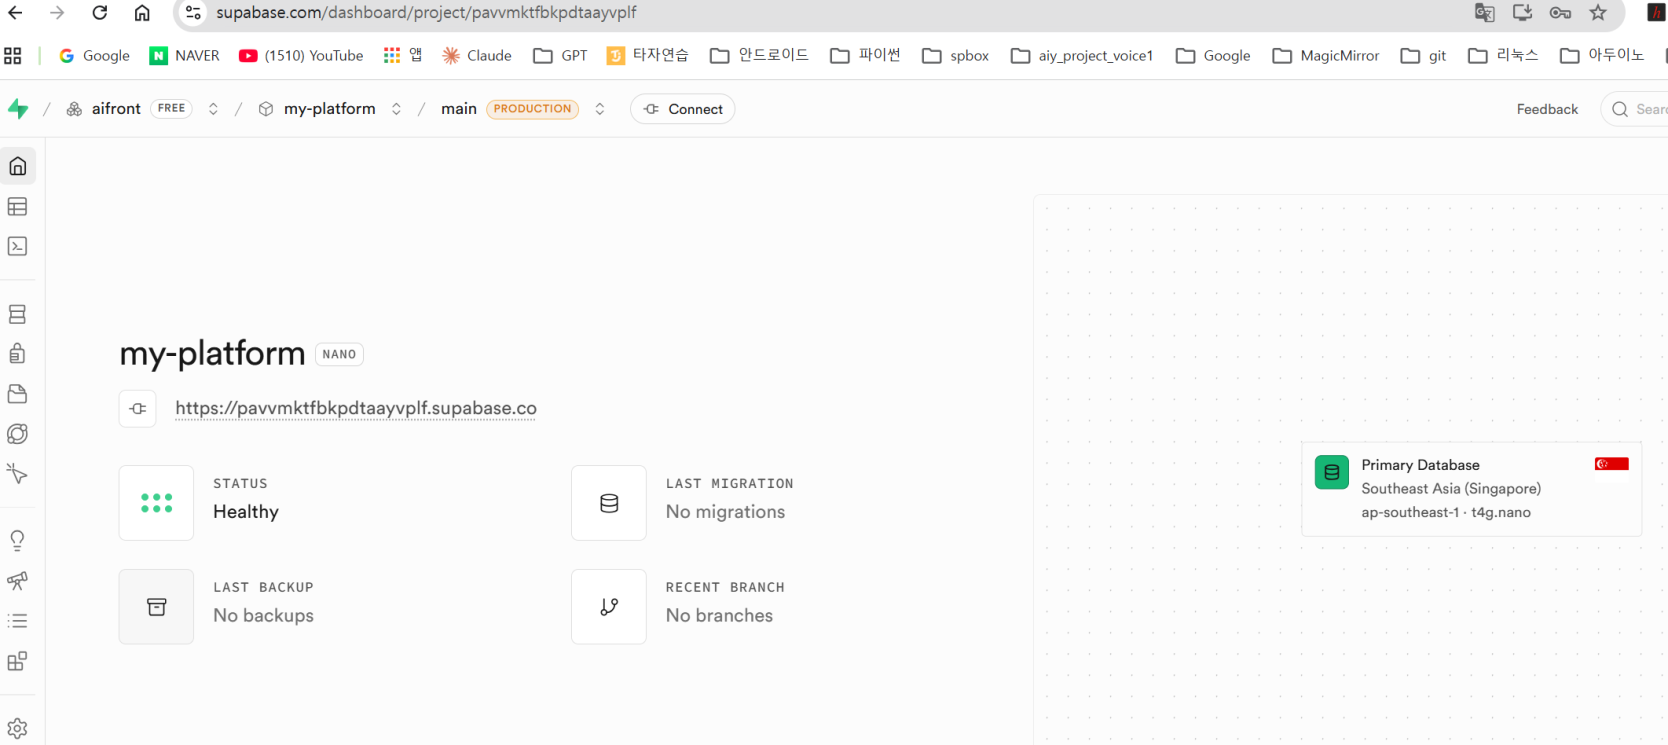 supabase.com/dashboard/project/pavvmktfbkpdtaayvplf
Google NAVER (1510) YouTube 앱 Claude GPT 타자연습 안드로이드 파이썬 spbox aiy_project_voice1 Google MagicMirror git 리눅스 아두이노
/ aifront FREE / my-platform / main PRODUCTION Connect Feedback
my-platform NANO
https://pavvmktfbkpdtaayvplf.supabase.co
STATUS
Healthy
LAST MIGRATION
No migrations
LAST BACKUP
No backups
RECENT BRANCH
No branches
Primary Database
Southeast Asia (Singapore)
ap-southeast-1 · t4g.nano